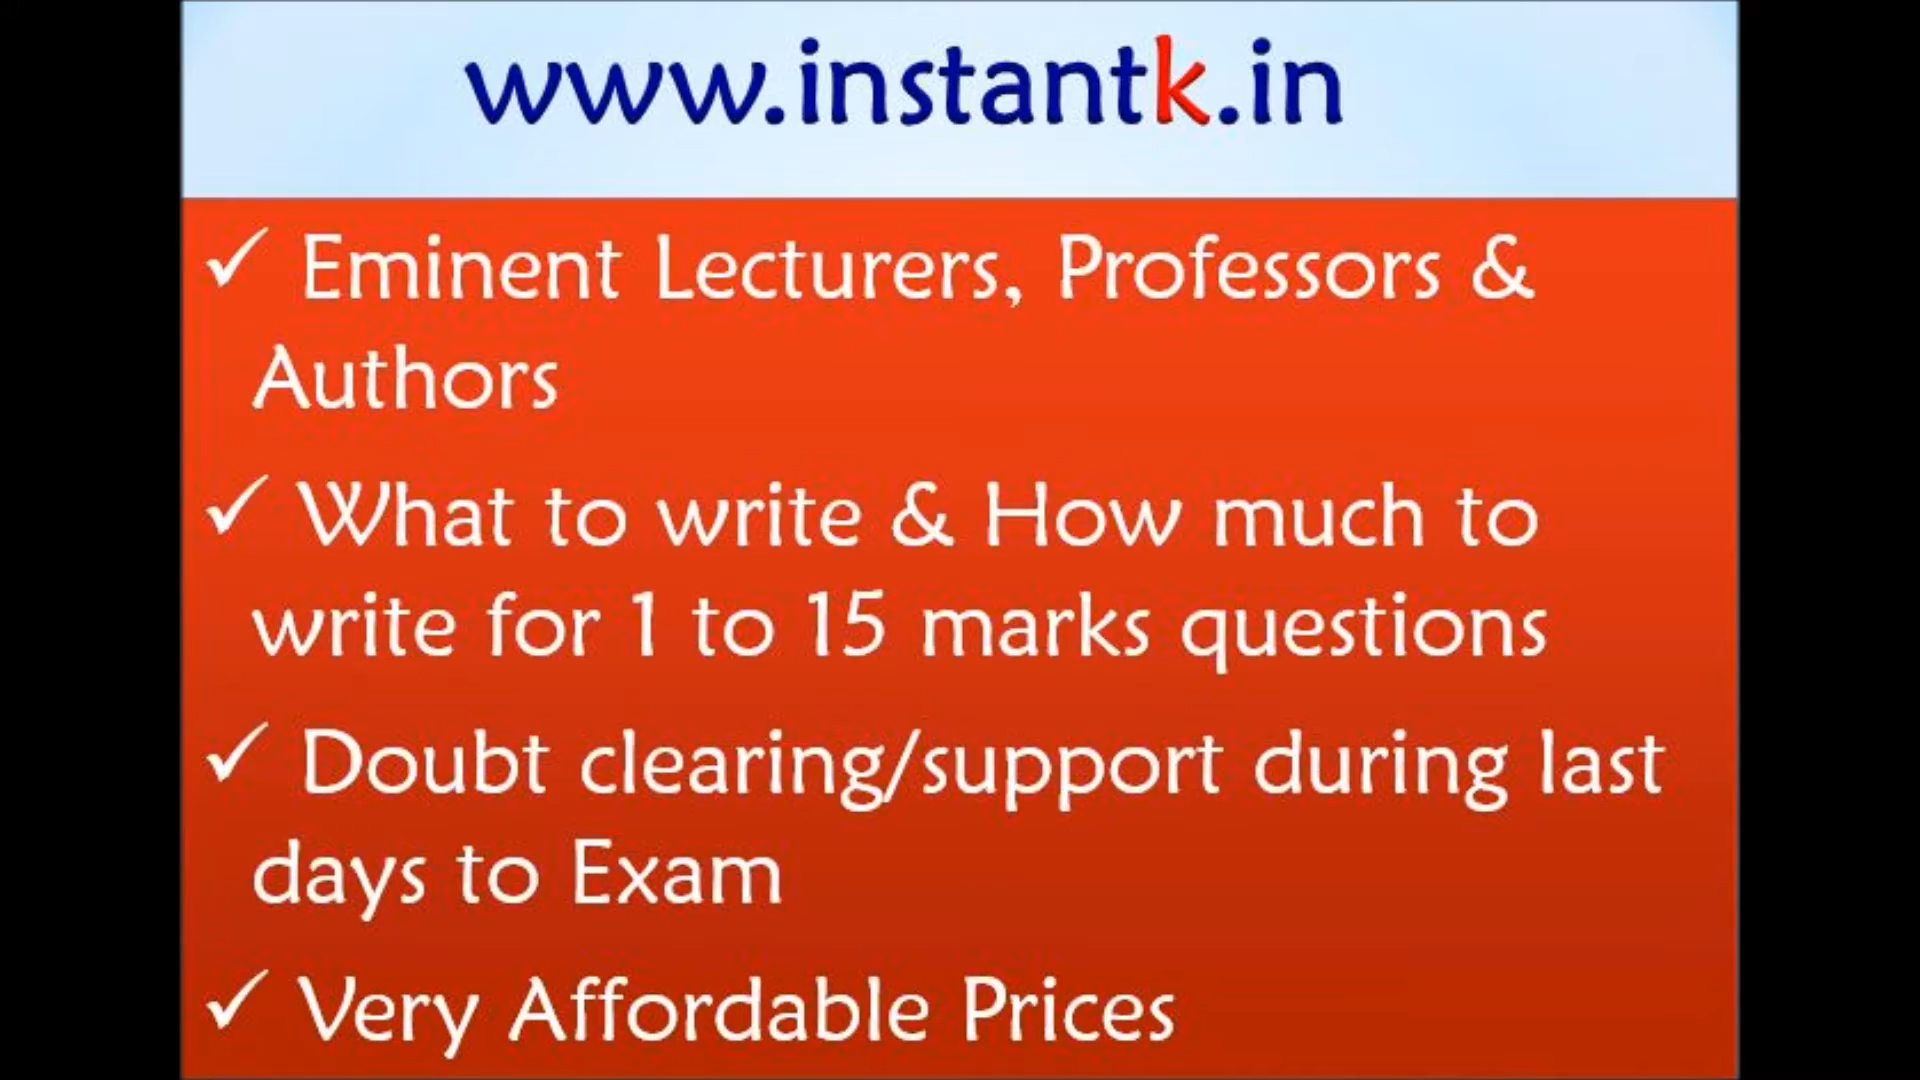 www.instantk.in
✓ Eminent Lecturers, Professors &
Authors
✓ What to write & How much to
write for 1 to 15 marks questions
✓ Doubt clearing/support during last
days to Exam
✓ Very Affordable Prices